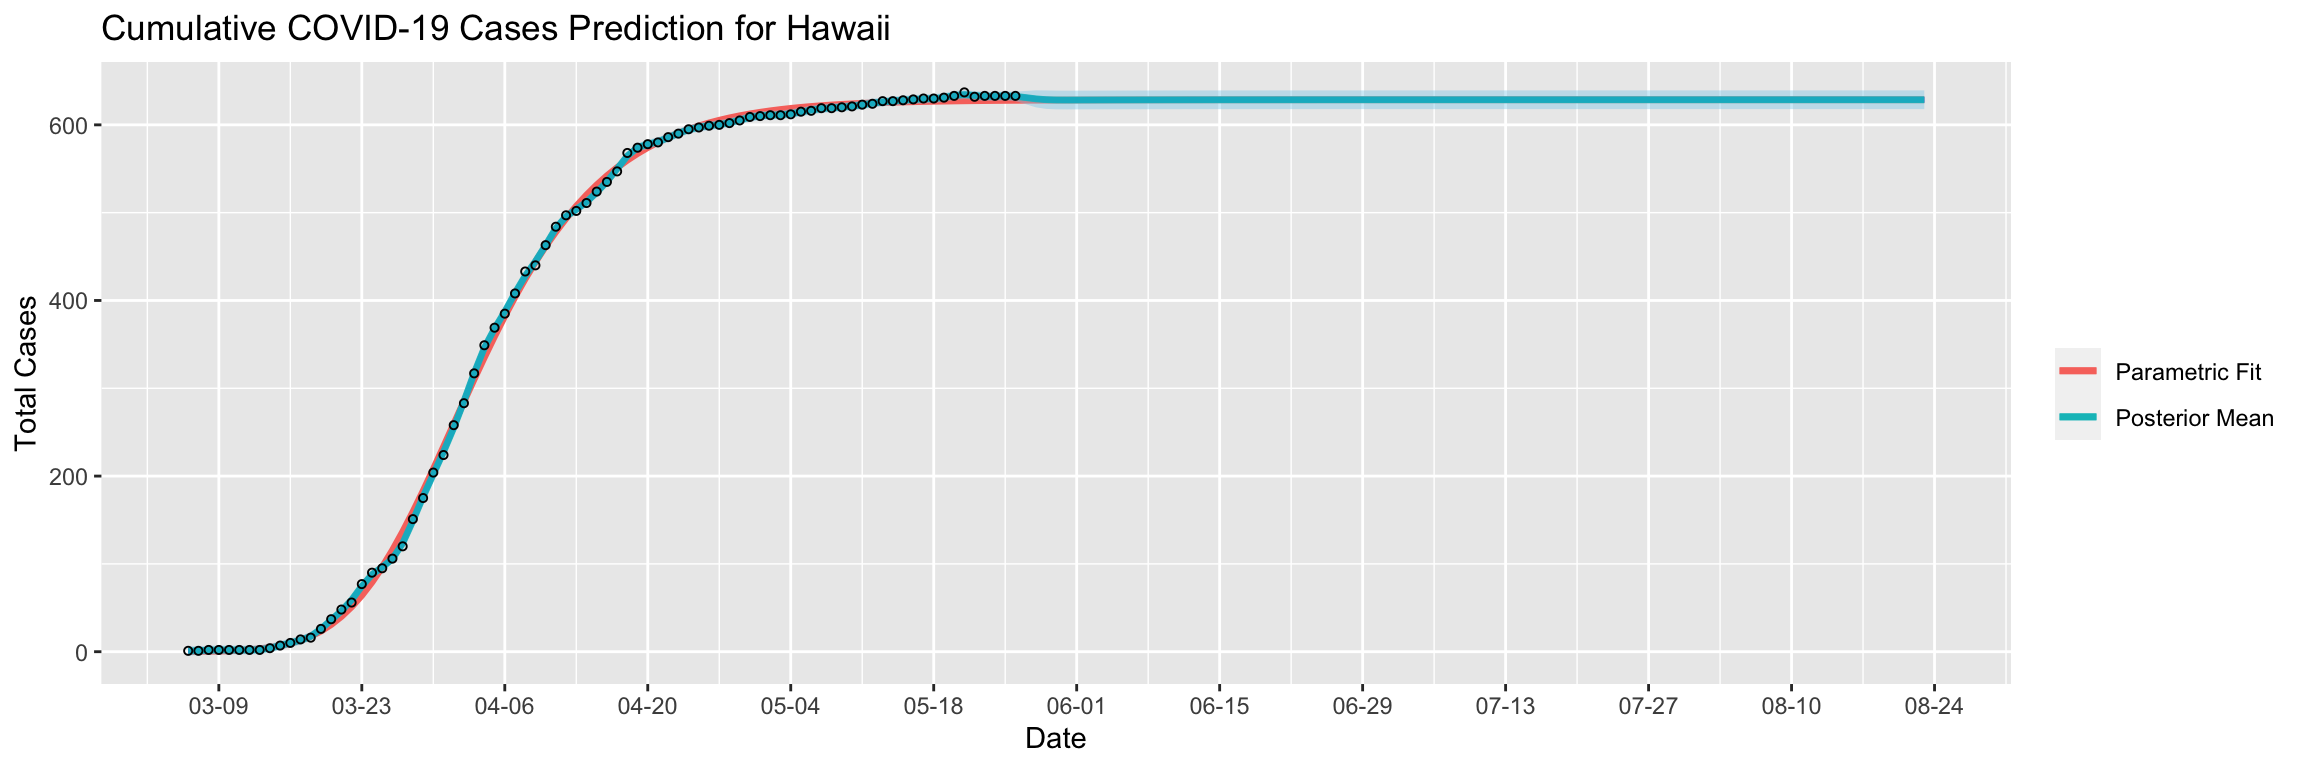 Cumulative COVID-19 Cases Prediction for Hawaii
Total Cases
600
400
200
0
03-09 03-23 04-06 04-20 05-04 05-18 06-01 06-15 06-29 07-13 07-27 08-10 08-24
Date
Parametric Fit
Posterior Mean